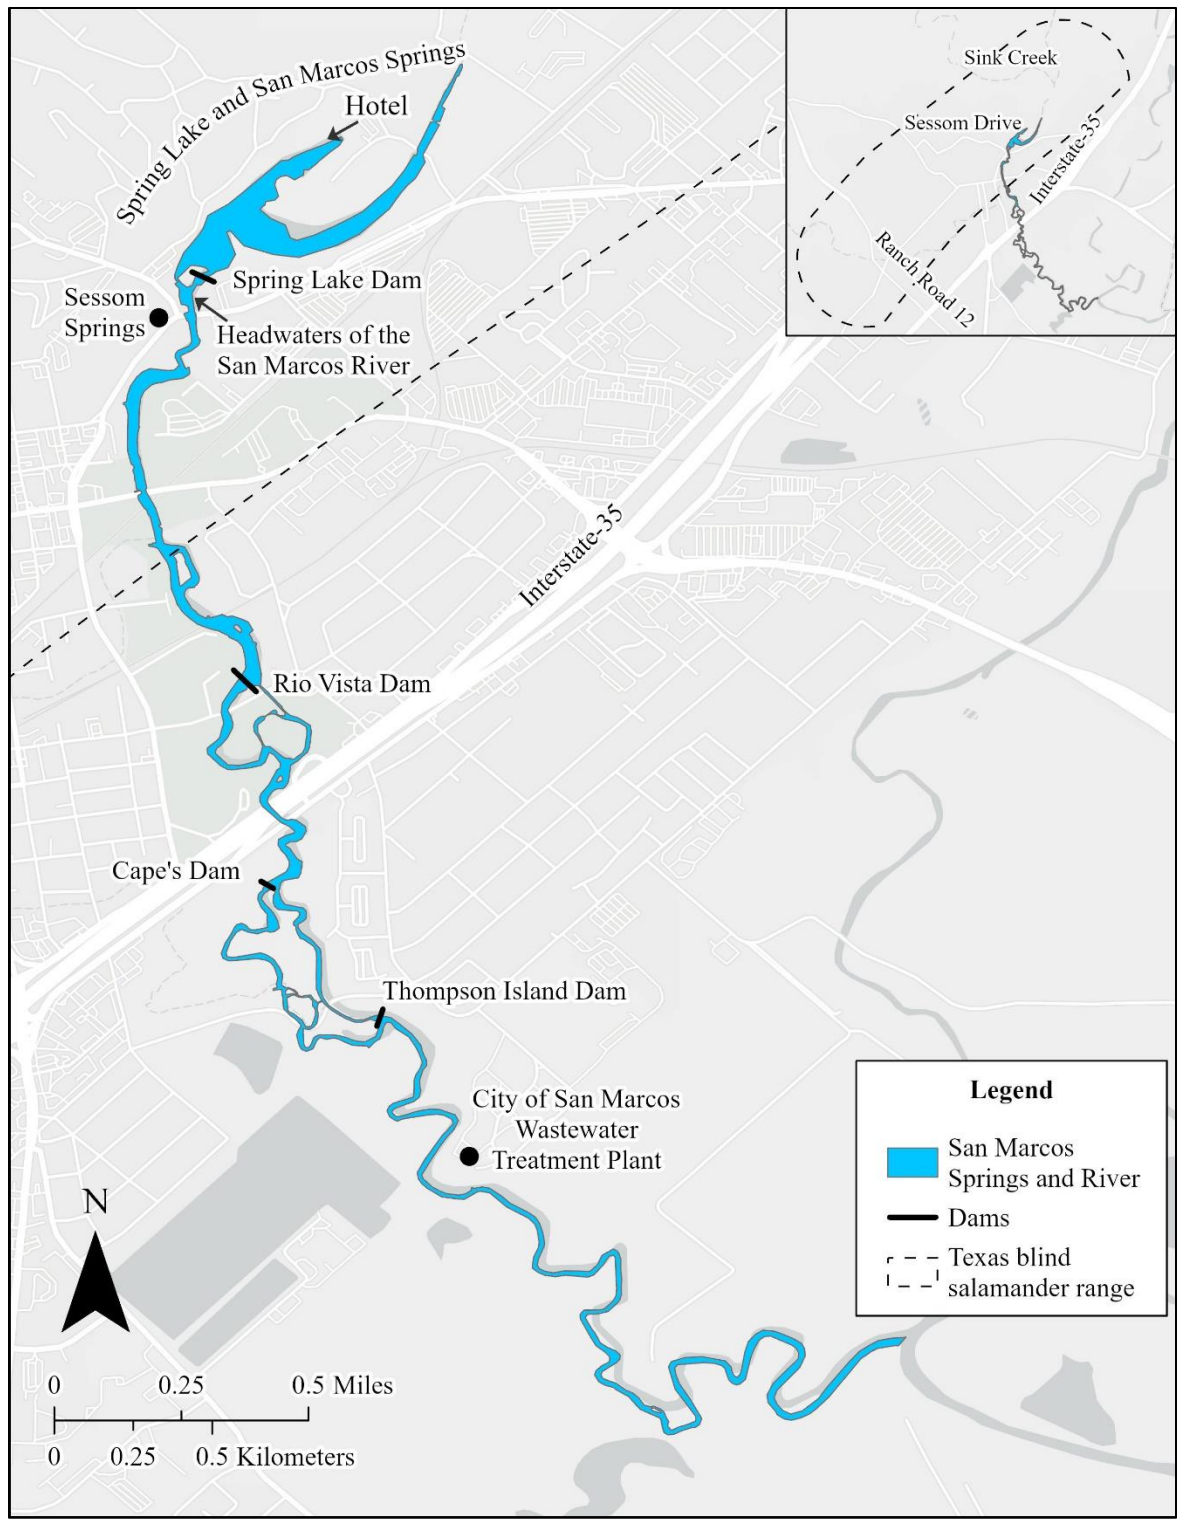 Spring Lake and San Marcos Springs
Hotel
Sink Creek
Sessom Drive
Interstate-35
Ranch Road 12
Spring Lake Dam
Sessom
Springs
Headwaters of the
San Marcos River
Interstate-35
Rio Vista Dam
Cape's Dam
Thompson Island Dam
City of San Marcos
Wastewater
Treatment Plant
Legend
San Marcos
Springs and River
Dams
Texas blind
salamander range
N
0 0.25 0.5 Miles
0 0.25 0.5 Kilometers